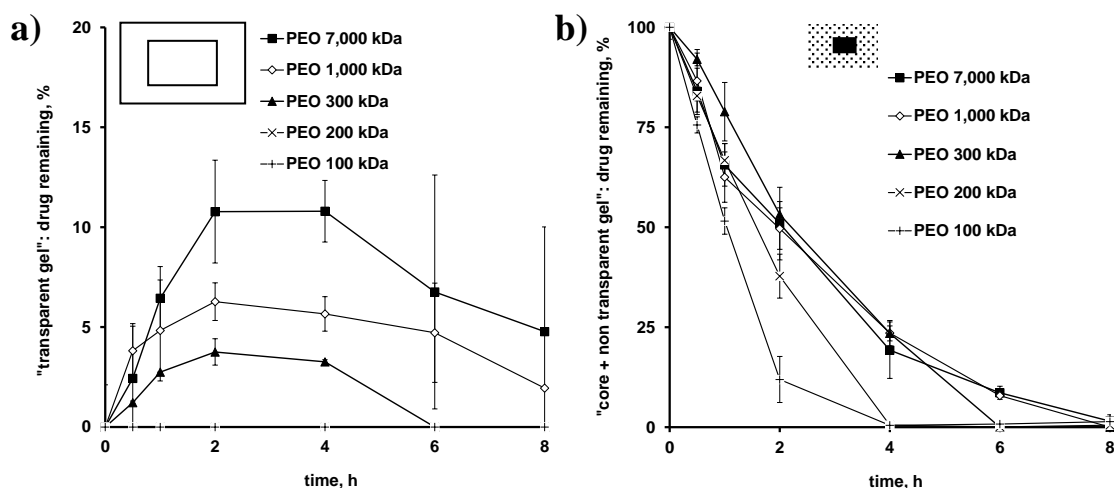 a)
"transparent gel": drug remaining, %
20
15
10
5
0
PEO 7,000 kDa
PEO 1,000 kDa
PEO 300 kDa
PEO 200 kDa
PEO 100 kDa
0 2 4 6 8
time, h
b)
"core + non transparent gel": drug remaining, %
100
75
50
25
0
PEO 7,000 kDa
PEO 1,000 kDa
PEO 300 kDa
PEO 200 kDa
PEO 100 kDa
0 2 4 6 8
time, h